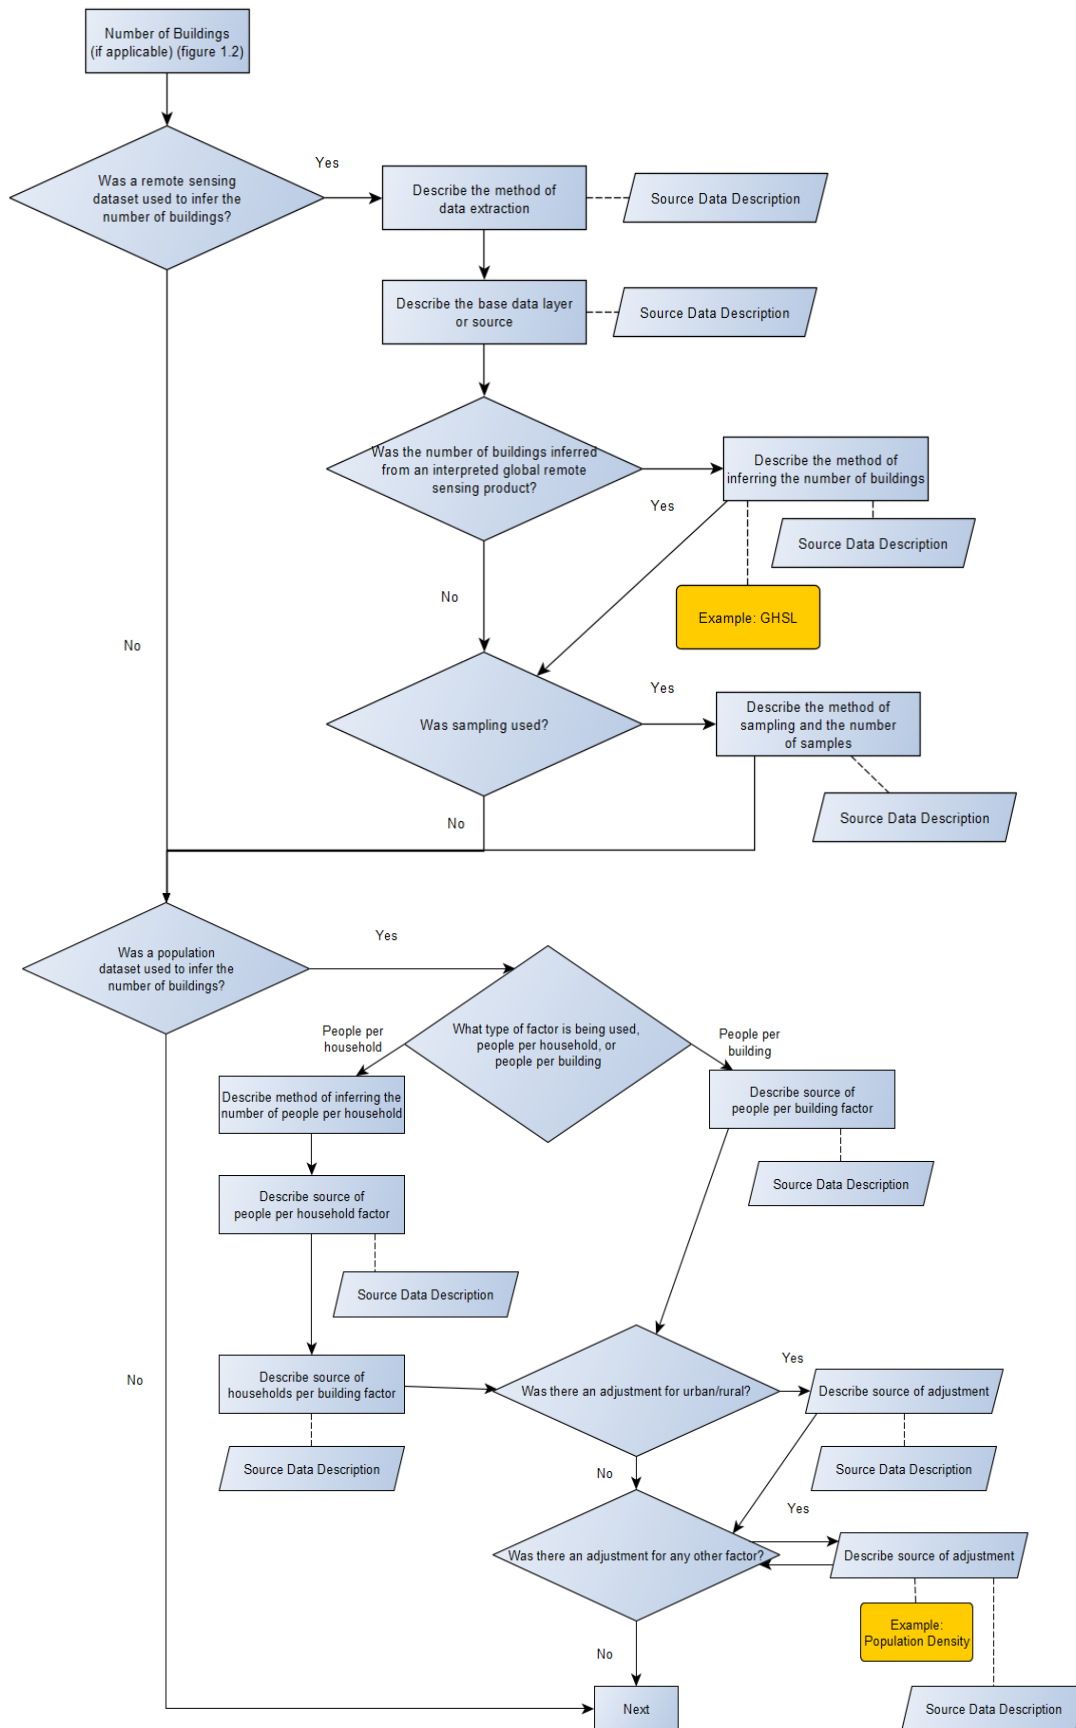 Number of Buildings
(if applicable) (figure 1.2)
Was a remote sensing
dataset used to infer the
number of buildings?
Yes
Describe the method of
data extraction
Source Data Description
Describe the base data layer
or source
Source Data Description
Was the number of buildings inferred
from an interpreted global remote
sensing product?
Yes
Describe the method of
inferring the number of buildings
Source Data Description
Example: GHSL
No
No
Was sampling used?
Yes
Describe the method of
sampling and the number
of samples
Source Data Description
No
Was a population
dataset used to infer the
number of buildings?
Yes
What type of factor is being used,
people per household, or
people per building
People per
household
People per
building
Describe method of inferring the
number of people per household
Describe source of
people per building factor
Source Data Description
Describe source of
people per household factor
Source Data Description
No
Describe source of
households per building factor
Source Data Description
Was there an adjustment for urban/rural?
Yes
Describe source of adjustment
Source Data Description
No
Was there an adjustment for any other factor?
Yes
Describe source of adjustment
Example:
Population Density
Source Data Description
No
Next